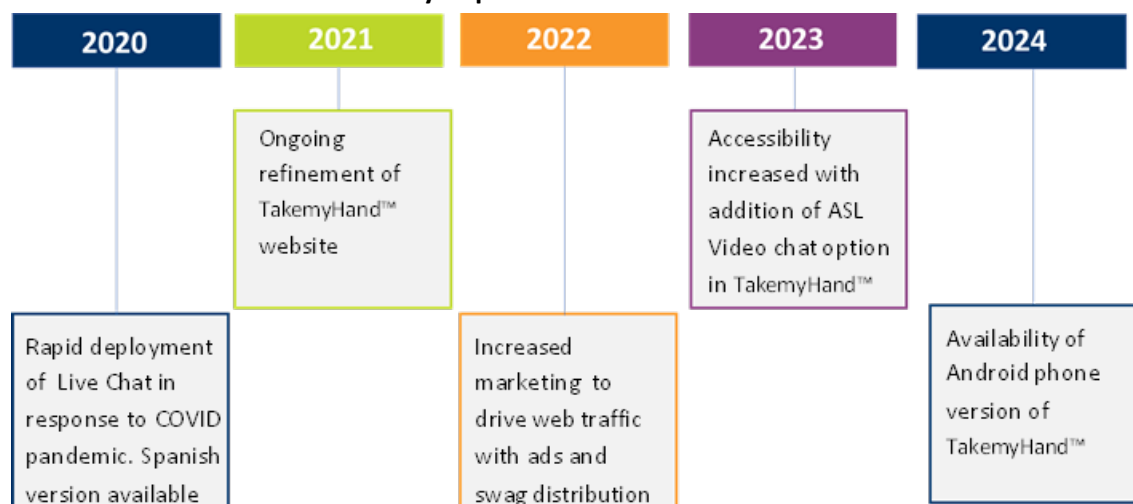 2020
2021
2022
2023
2024
Ongoing
refinement of
TakemyHand™
website
Accessibility
increased with
addition of ASL
Video chat option
in TakemyHand™
Rapid deployment
of Live Chat in
response to COVID
pandemic. Spanish
version available
Increased
marketing to
drive web traffic
with ads and
swag distribution
Availability of
Android phone
version of
TakemyHand™